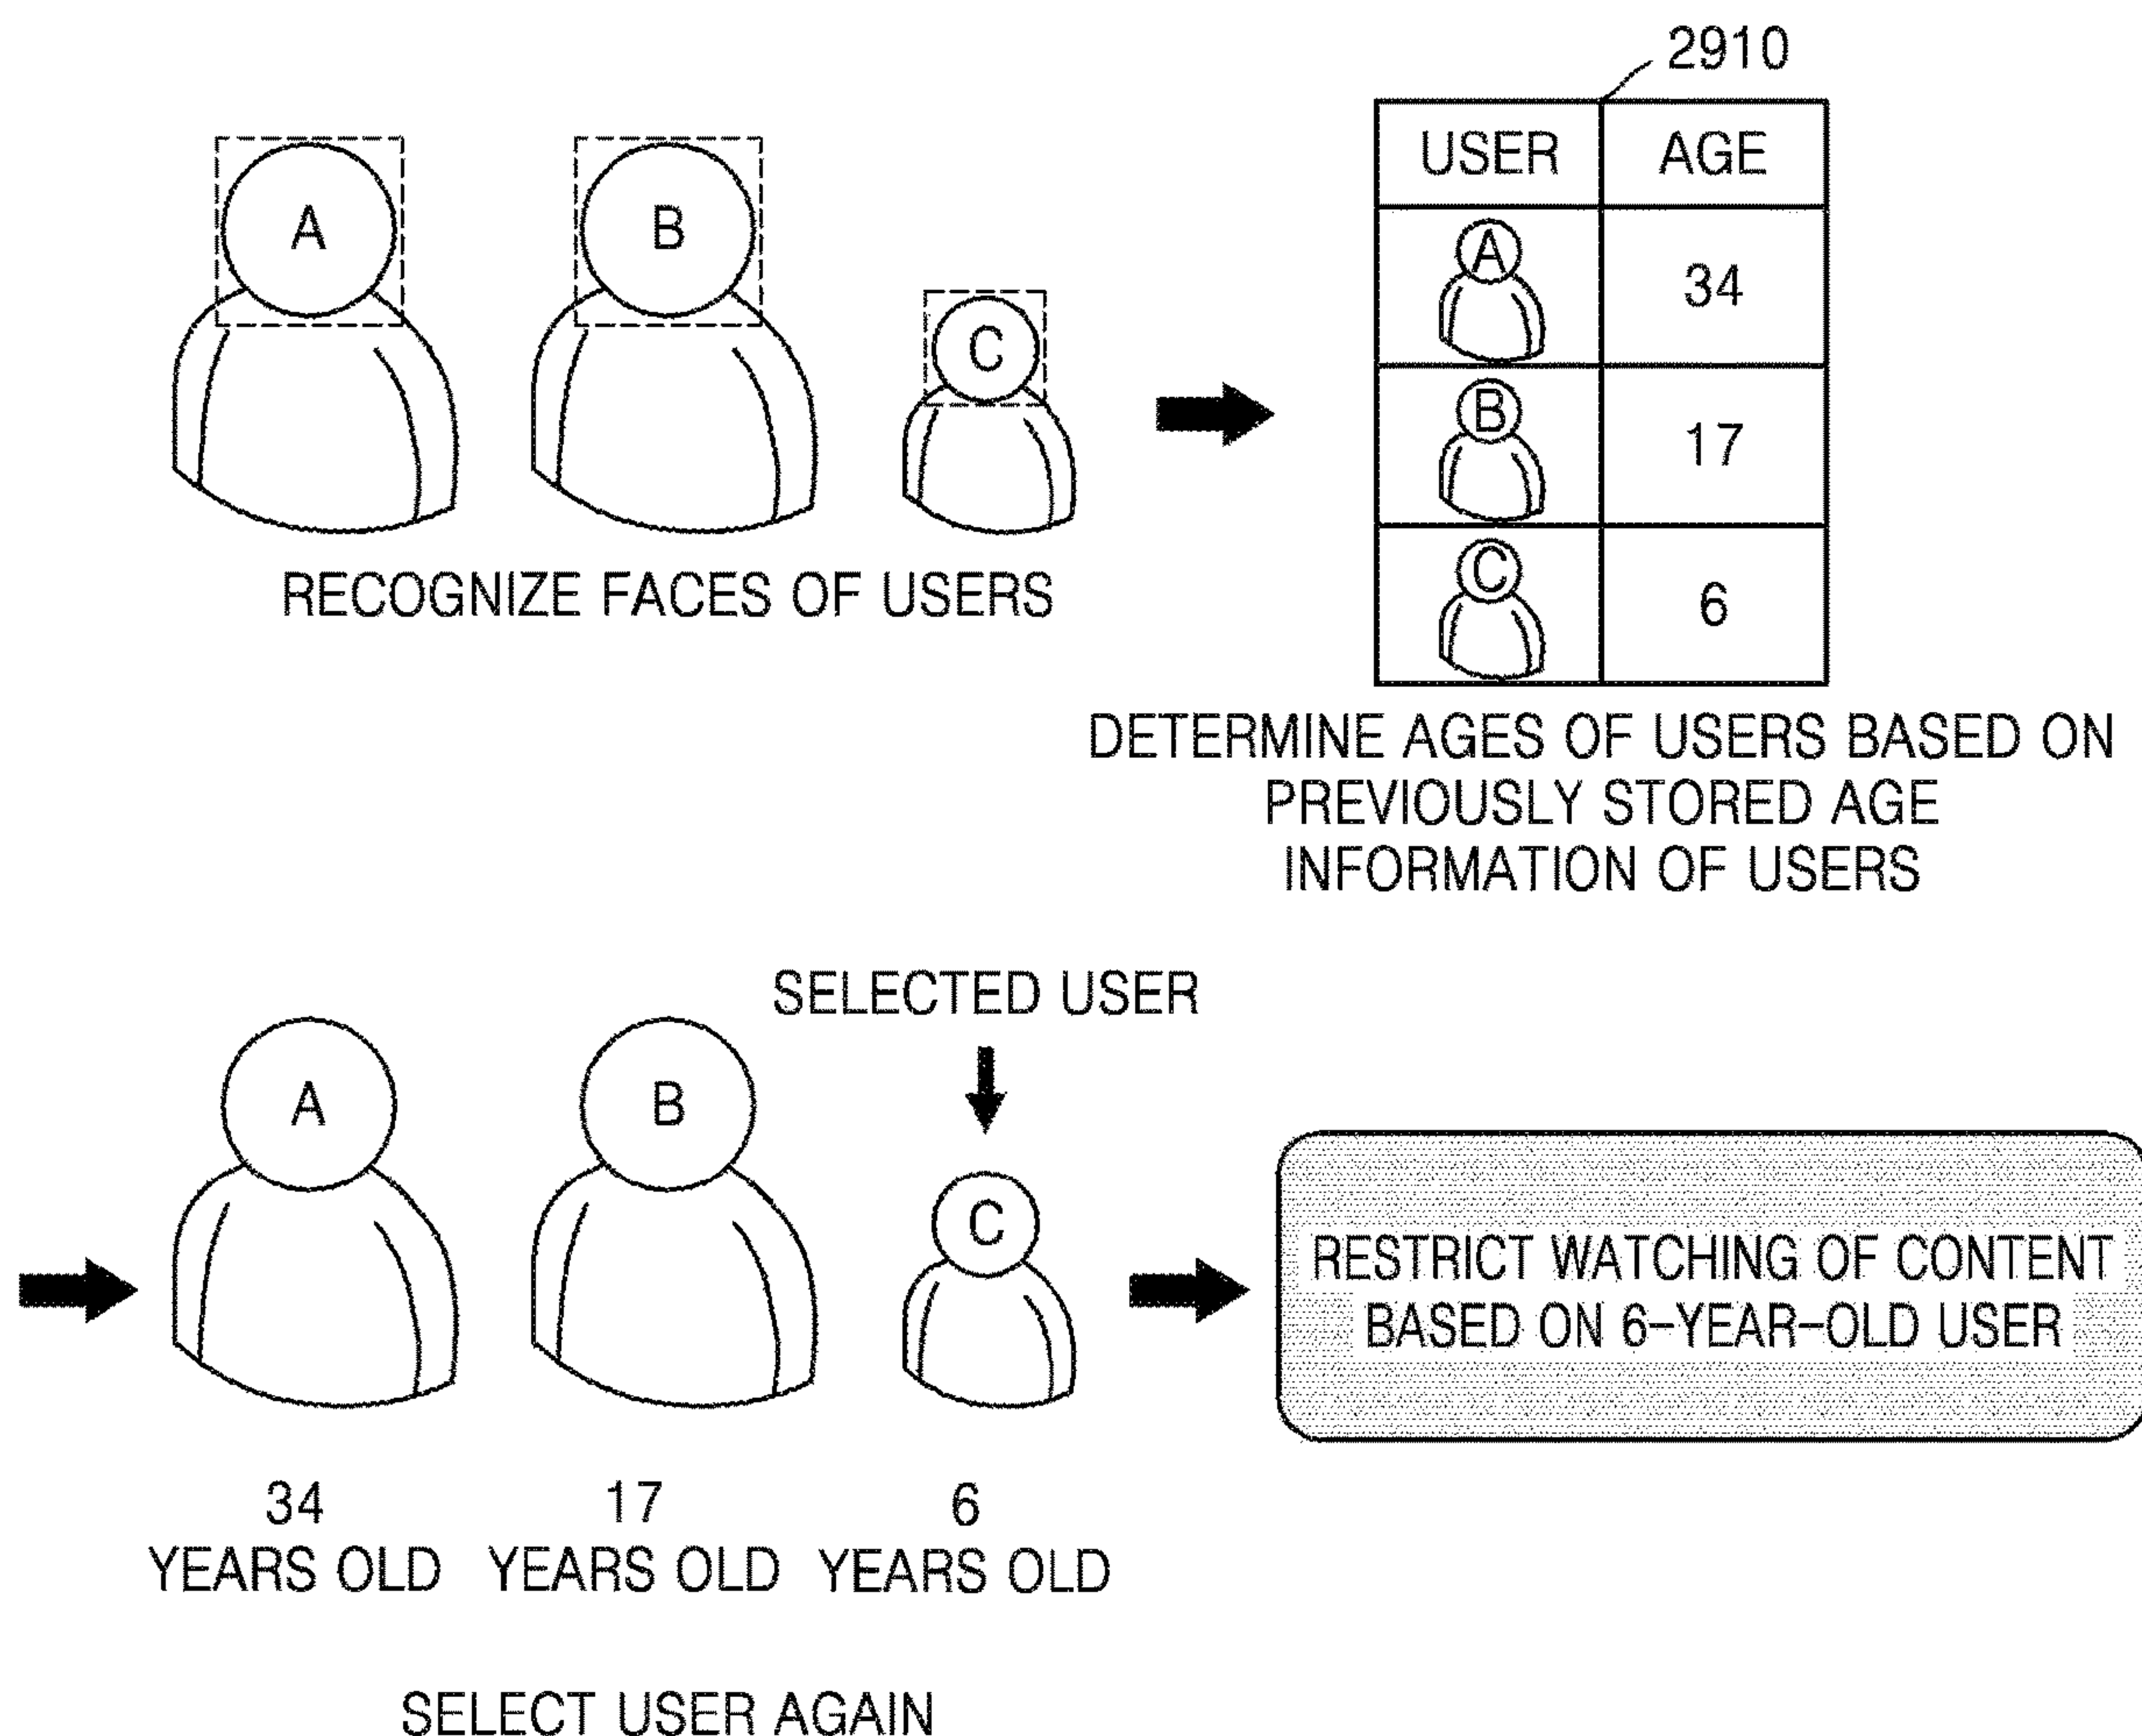 2910
A
B
C
USER AGE
A 34
B 17
C 6
RECOGNIZE FACES OF USERS
DETERMINE AGES OF USERS BASED ON
PREVIOUSLY STORED AGE
INFORMATION OF USERS
SELECTED USER
A
B
C
RESTRICT WATCHING OF CONTENT
BASED ON 6-YEAR-OLD USER
34
YEARS OLD
17
YEARS OLD
6
YEARS OLD
SELECT USER AGAIN